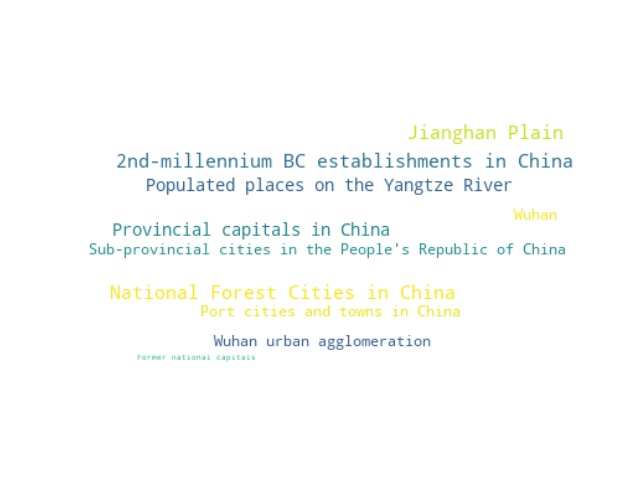 Jianghan Plain
2nd-millennium BC establishments in China
Populated places on the Yangtze River
Wuhan
Provincial capitals in China
Sub-provincial cities in the People's Republic of China
National Forest Cities in China
Port cities and towns in China
Wuhan urban agglomeration
Former national capitals